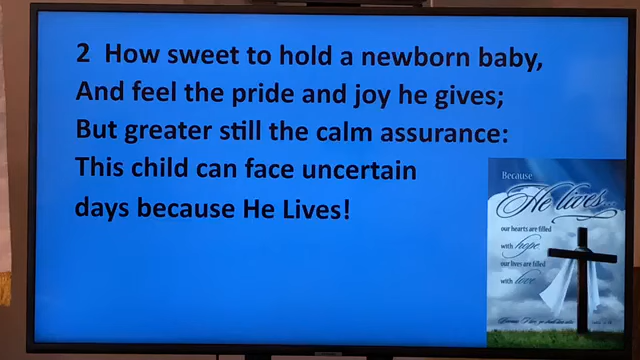 2 How sweet to hold a newborn baby,
And feel the pride and joy he gives;
But greater still the calm assurance:
This child can face uncertain
days because He Lives!
Because
He lives...
our hearts are filled
with hope
our lives are filled
with love